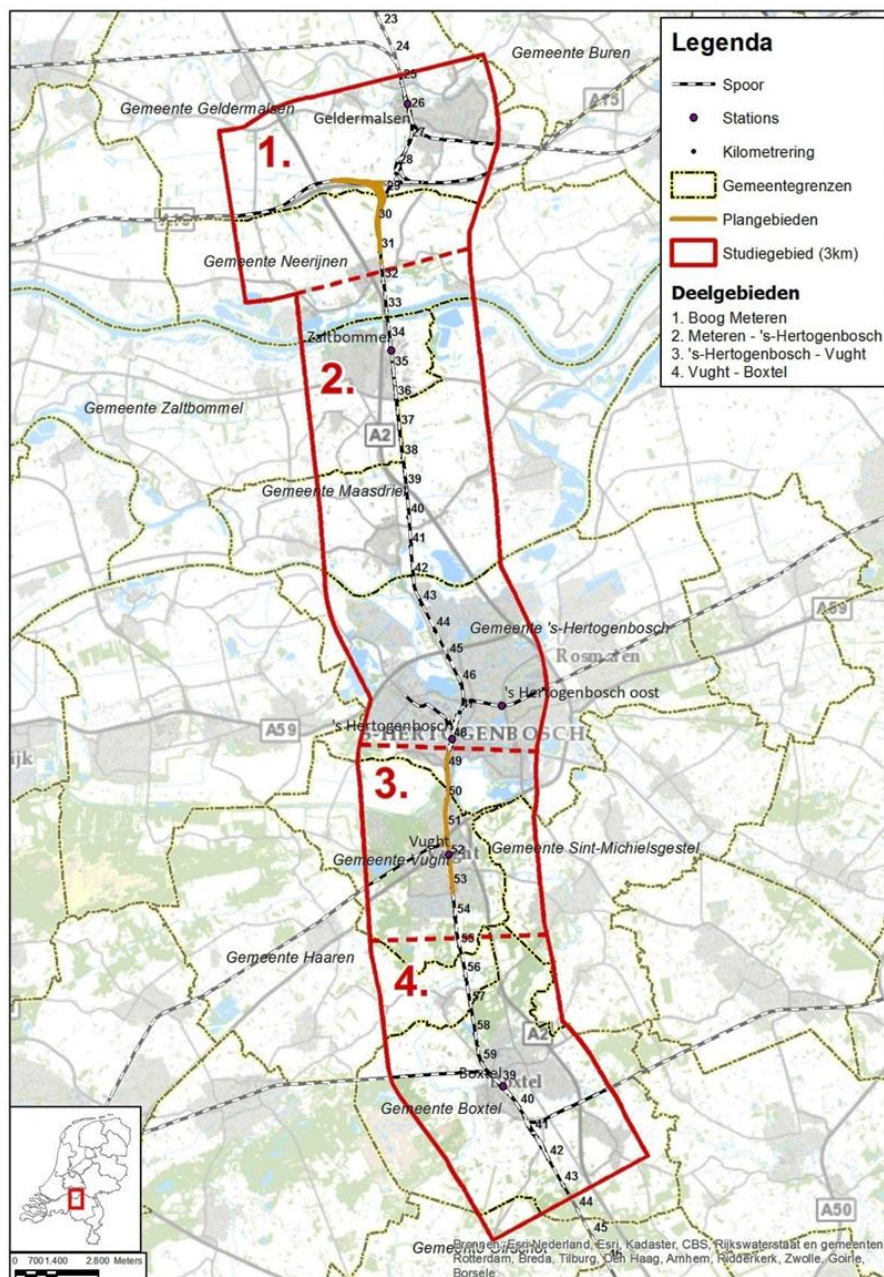 23
24
Gemeente Buren
25
26
Gemeente Geldermalsen
Geldermalsen
A15
27
1.
28
29
A15
30
31
Gemeente Neerijnen
32
33
34
Zaltbommel
35
2.
36
Gemeente Zaltbommel
37
A2
38
39
Gemeente Maasdriel
40
41
42
43
44
Gemeente 's-Hertogenbosch
45
A59
Rosmalen
46
's Hertogenbosch oost
47
's Hertogenbosch
A59
48
'S-HERTOGENBOSCH
49
3.
50
51
Vught
Gemeente Sint-Michielsgestel
52
Gemeente Vught
53
54
55
Gemeente Haaren
56
4.
57
58
A2
59
Boxtel
39
Boxtel
40
Gemeente Boxtel
41
42
43
44
A50
45
46
Legenda
Spoor
Stations
Kilometrering
Gemeentegrenzen
Plangebieden
Studiegebied (3km)
Deelgebieden
1. Boog Meteren
2. Meteren - 's-Hertogenbosch
3. 's-Hertogenbosch - Vught
4. Vught - Boxtel
0 700 1.400 2.800 Meters
Bronnen: Esri Nederland, Esri, Kadaster, CBS, Rijkswaterstaat en gemeenten:
Rotterdam, Breda, Tilburg, Den Haag, Arnhem, Ridderkerk, Zwolle, Goirle,
Borsele